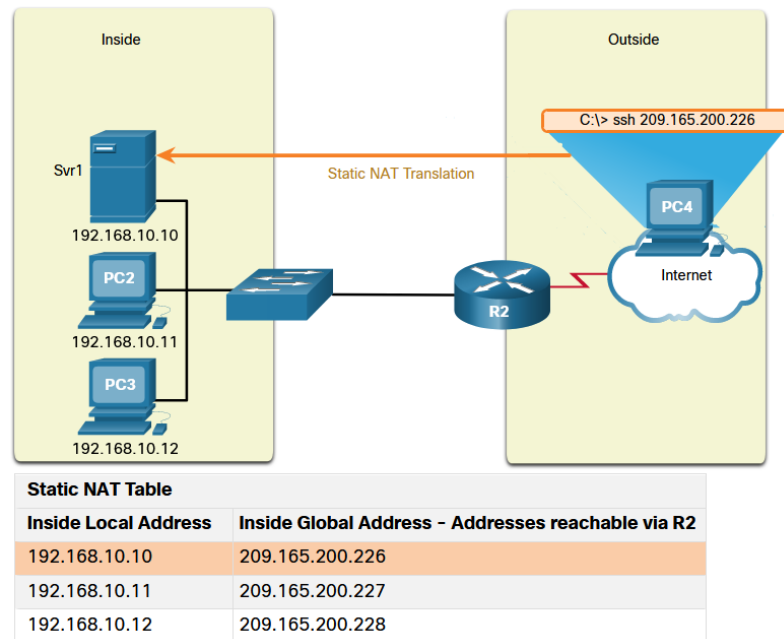 Inside
Outside
C:\> ssh 209.165.200.226
Svr1
Static NAT Translation
PC4
192.168.10.10
PC2
Internet
R2
192.168.10.11
PC3
192.168.10.12
Static NAT Table
Inside Local Address Inside Global Address - Addresses reachable via R2
192.168.10.10 209.165.200.226
192.168.10.11 209.165.200.227
192.168.10.12 209.165.200.228